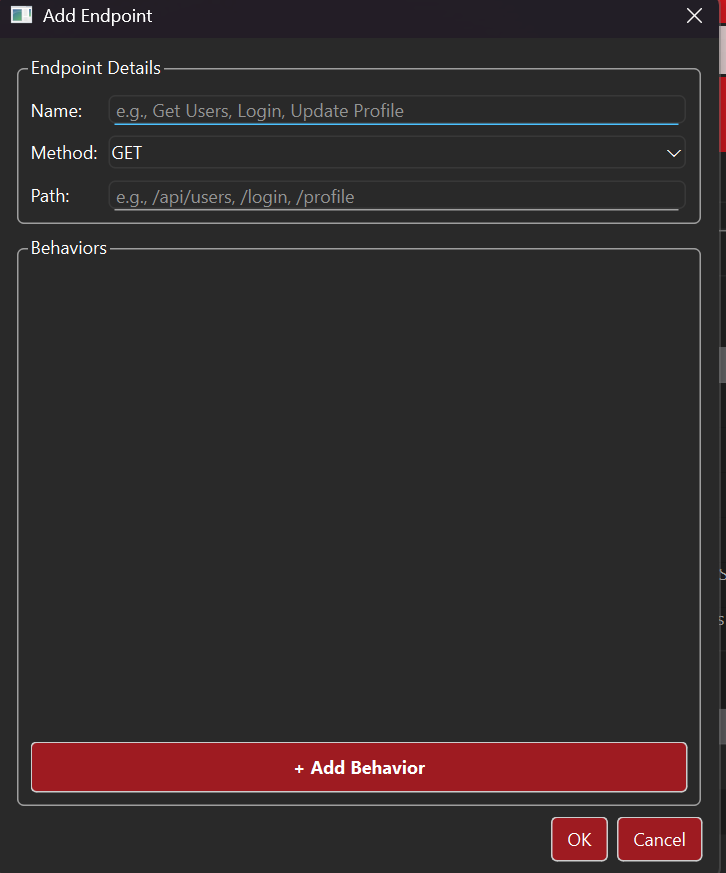 Add Endpoint
Endpoint Details
Name: e.g., Get Users, Login, Update Profile
Method: GET
Path: e.g., /api/users, /login, /profile
Behaviors
+ Add Behavior
OK Cancel